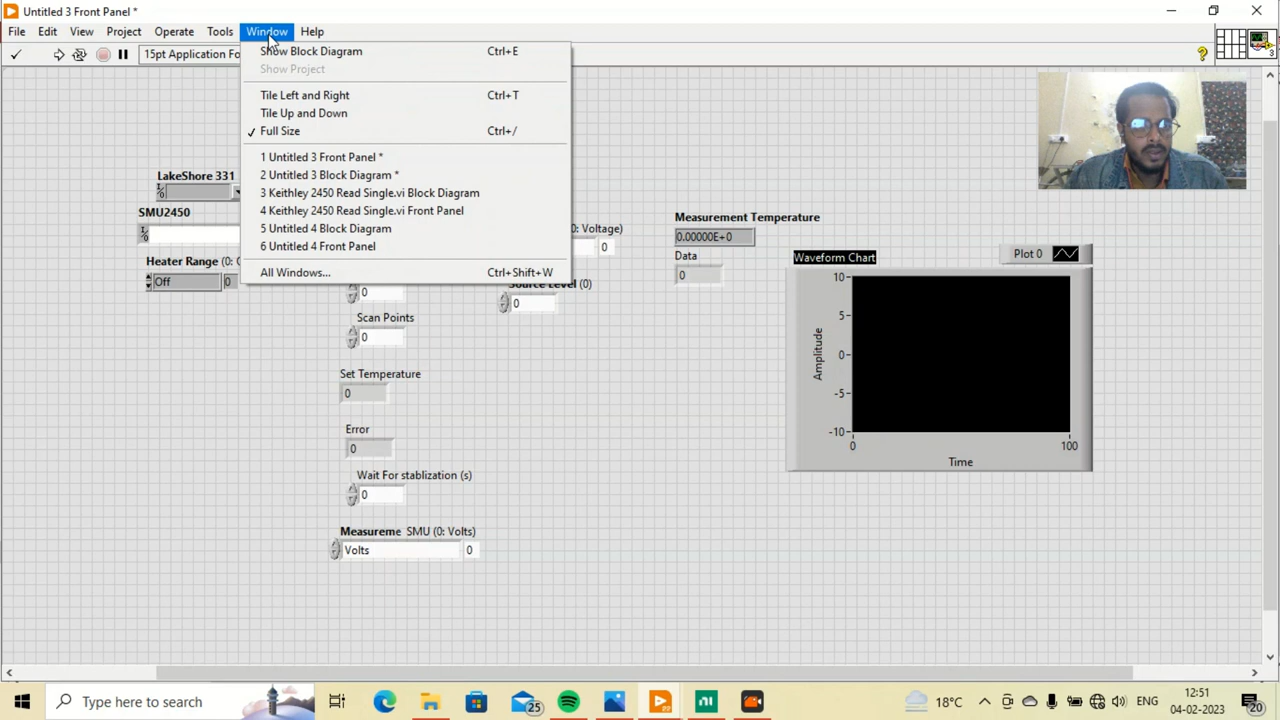 Untitled 3 Front Panel *
File Edit View Project Operate Tools Window Help
15pt Application Fo
Show Block Diagram Ctrl+E
Show Project
Tile Left and Right Ctrl+T
Tile Up and Down
✓ Full Size Ctrl+/
1 Untitled 3 Front Panel *
2 Untitled 3 Block Diagram *
3 Keithley 2450 Read Single.vi Block Diagram
4 Keithley 2450 Read Single.vi Front Panel
5 Untitled 4 Block Diagram
6 Untitled 4 Front Panel
All Windows... Ctrl+Shift+W
3
LakeShore 331
SMU2450
Heater Range (0:
Off 0
0: Voltage)
0
Source Level (0)
0
0
Scan Points
0
Set Temperature
0
Error
0
Wait For stablization (s)
0
Measureme SMU (0: Volts)
Volts 0
Measurement Temperature
0.00000E+0
Data
0
Waveform Chart
Plot 0
10
5
0
-5
-10
Amplitude
0 100
Time
Type here to search
25
18°C
ENG
12:51
04-02-2023
20